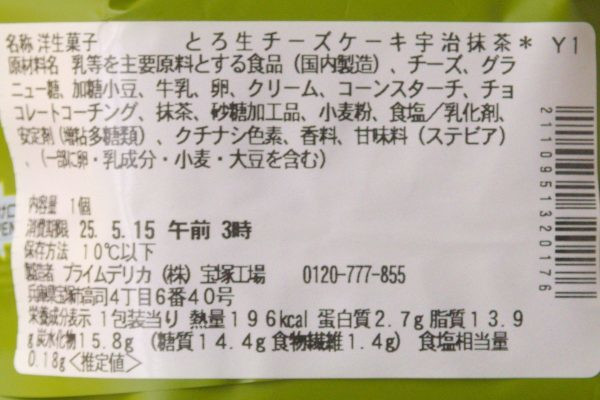 名称 洋生菓子 とろ生チーズケーキ宇治抹茶* Y1
原材料名 乳等を主要原料とする食品(国内製造)、チーズ、グラ
ニュー糖、加糖小豆、牛乳、卵、クリーム、コーンスターチ、チョ
コレートコーチング、抹茶、砂糖加工品、小麦粉、食塩/乳化剤、
安定剤(増粘多糖類)、クチナシ色素、香料、甘味料(ステビア)
、(一部に卵・乳成分・小麦・大豆を含む)
2110951320176
内容量 1個
消費期限 25. 5.15 午前 3時
保存方法 10℃以下
製造者 プライムデリカ(株)宝塚工場 0120-777-855
兵庫県宝塚市高司4丁目6番40号
栄養成分表示 1包装当り 熱量196kcal 蛋白質2.7g 脂質13.9
g 炭水化物15.8g (糖質14.4g 食物繊維1.4g) 食塩相当量
0.18g<推定値>